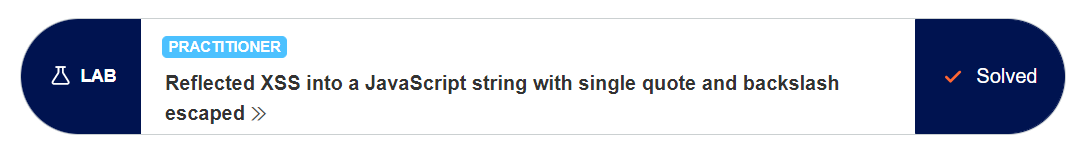 LAB
PRACTITIONER
Reflected XSS into a JavaScript string with single quote and backslash
escaped
Solved